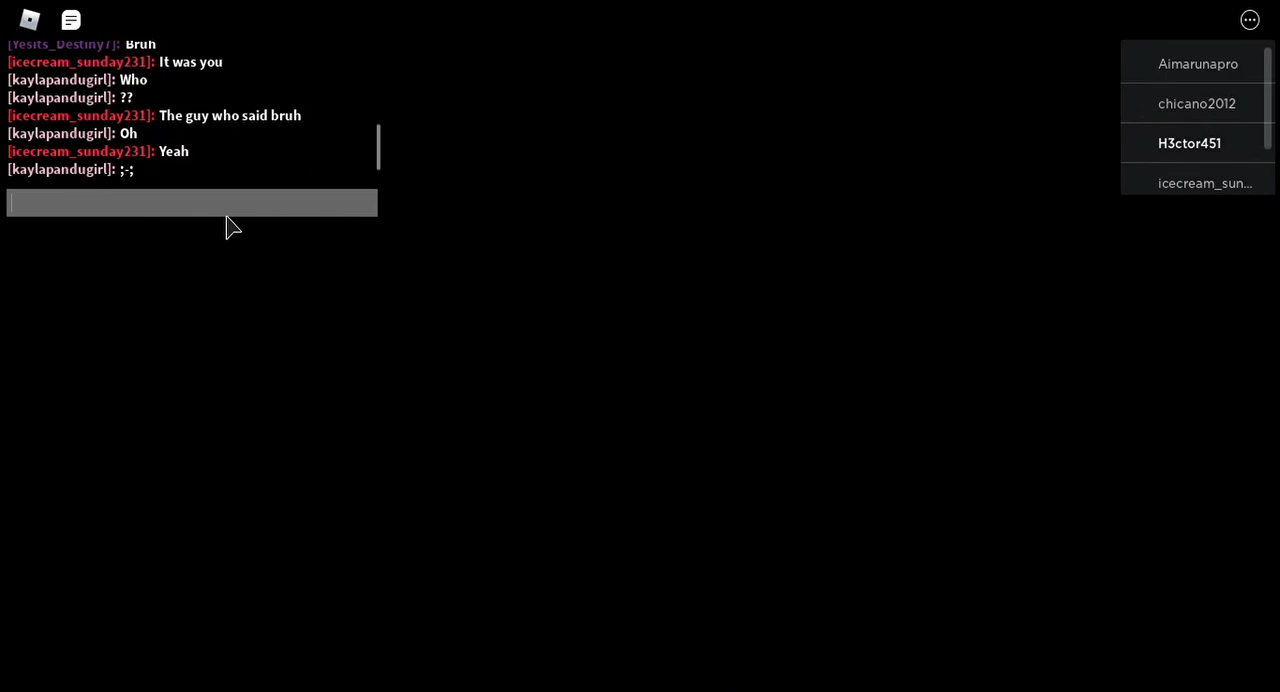 [Yesits_Destiny7]: Bruh
[icecream_sunday231]: It was you
[kaylapandugirl]: Who
[kaylapandugirl]: ??
[icecream_sunday231]: The guy who said bruh
[kaylapandugirl]: Oh
[icecream_sunday231]: Yeah
[kaylapandugirl]: ;-;
Aimarunapro
chicano2012
H3ctor451
icecream_sun...